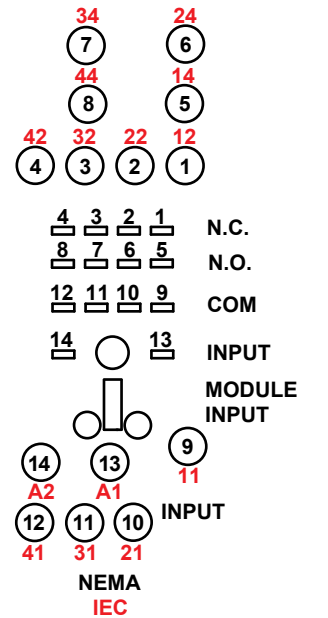 34 24
7 6
44 14
8 5
42 32 22 12
4 3 2 1
4 3 2 1 N.C.
8 7 6 5 N.O.
12 11 10 9 COM
14 13 INPUT
MODULE
INPUT
9
14 13 11
A2 A1
12 11 10 INPUT
41 31 21
NEMA
IEC